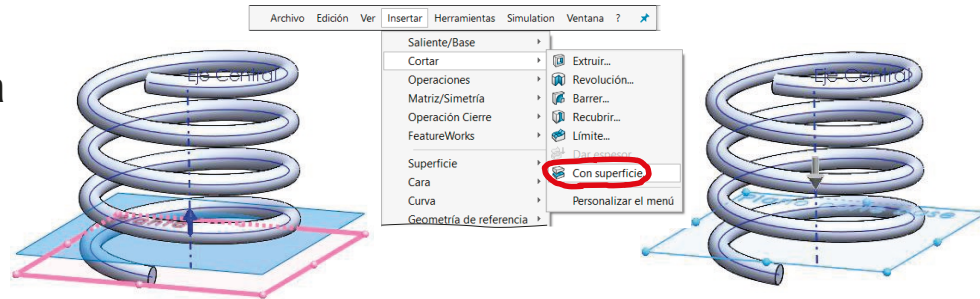 Archivo Edición Ver Insertar Herramientas Simulation Ventana ?
Saliente/Base
Cortar
Operaciones
Matriz/Simetría
Operación Cierre
FeatureWorks
Superficie
Cara
Curva
Geometría de referencia
Extruir...
Revolución...
Barrer...
Recubrir...
Límite...
Dar espesor...
Con superficie...
Personalizar el menú
Eje Central
Eje Central
Plano